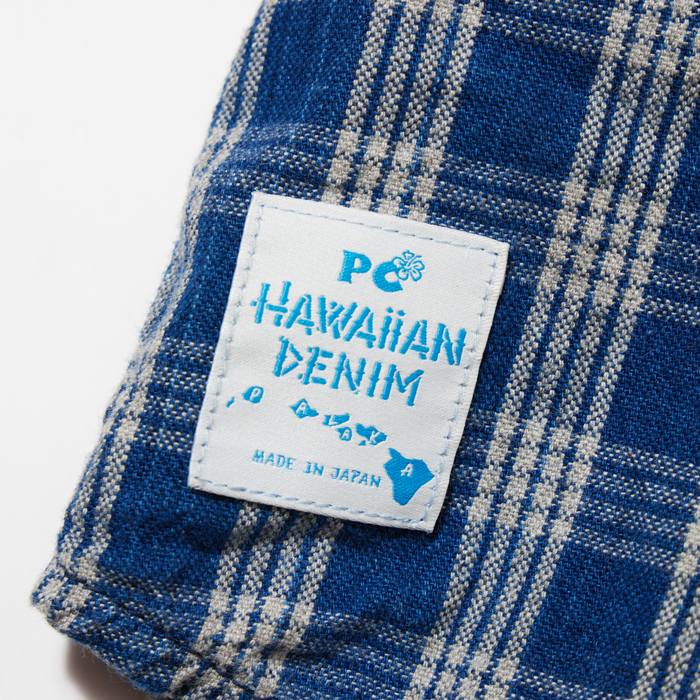 PC
HAWAIIAN
DENIM
P A L A K A
MADE IN JAPAN